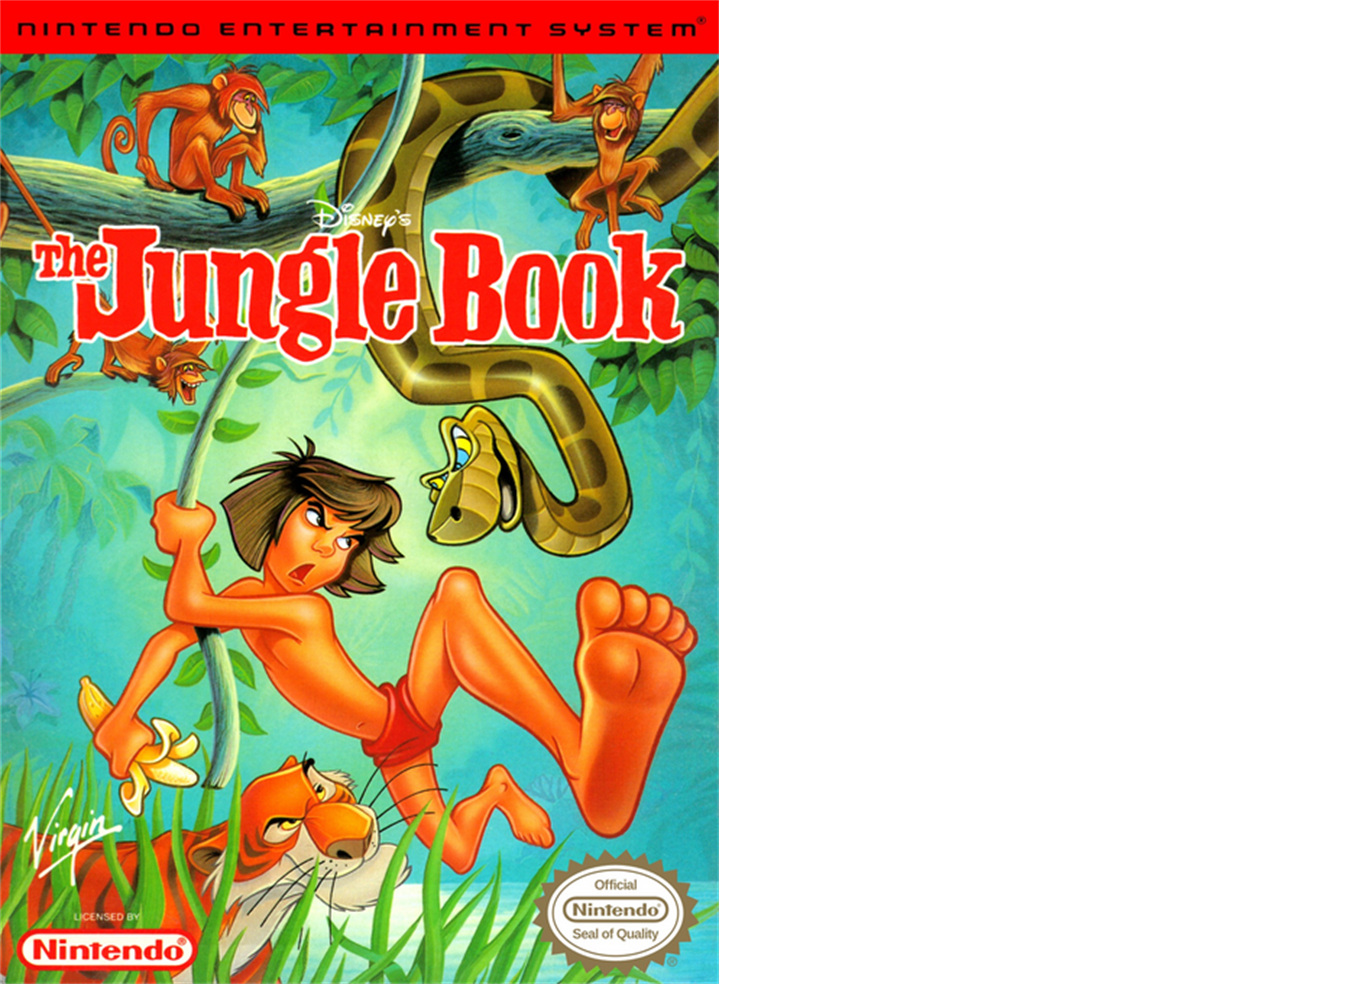 NINTENDO ENTERTAINMENT SYSTEM®
DISNEY'S
The Jungle Book
Virgin
LICENSED BY
Nintendo®
Official
Nintendo®
Seal of Quality
®